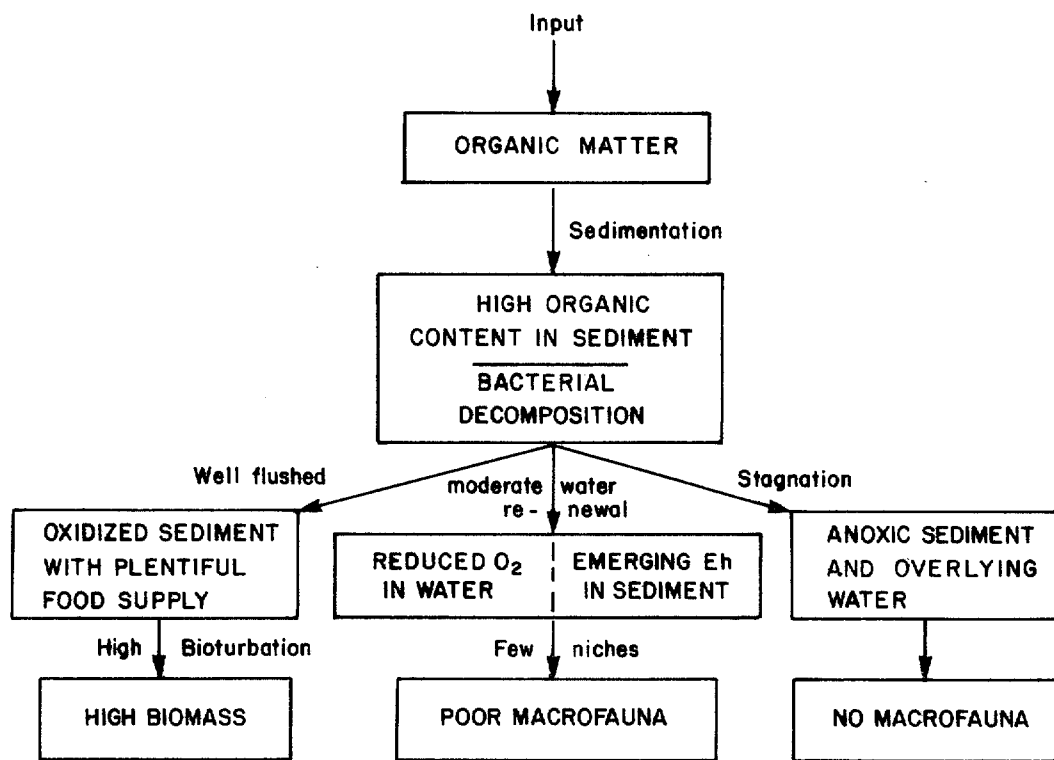 Input
ORGANIC MATTER
Sedimentation
HIGH ORGANIC
CONTENT IN SEDIMENT
BACTERIAL
DECOMPOSITION
Well flushed
moderate water
re- newal
Stagnation
OXIDIZED SEDIMENT
WITH PLENTIFUL
FOOD SUPPLY
REDUCED O₂
IN WATER
EMERGING Eh
IN SEDIMENT
ANOXIC SEDIMENT
AND OVERLYING
WATER
High Bioturbation
Few niches
HIGH BIOMASS
POOR MACROFAUNA
NO MACROFAUNA